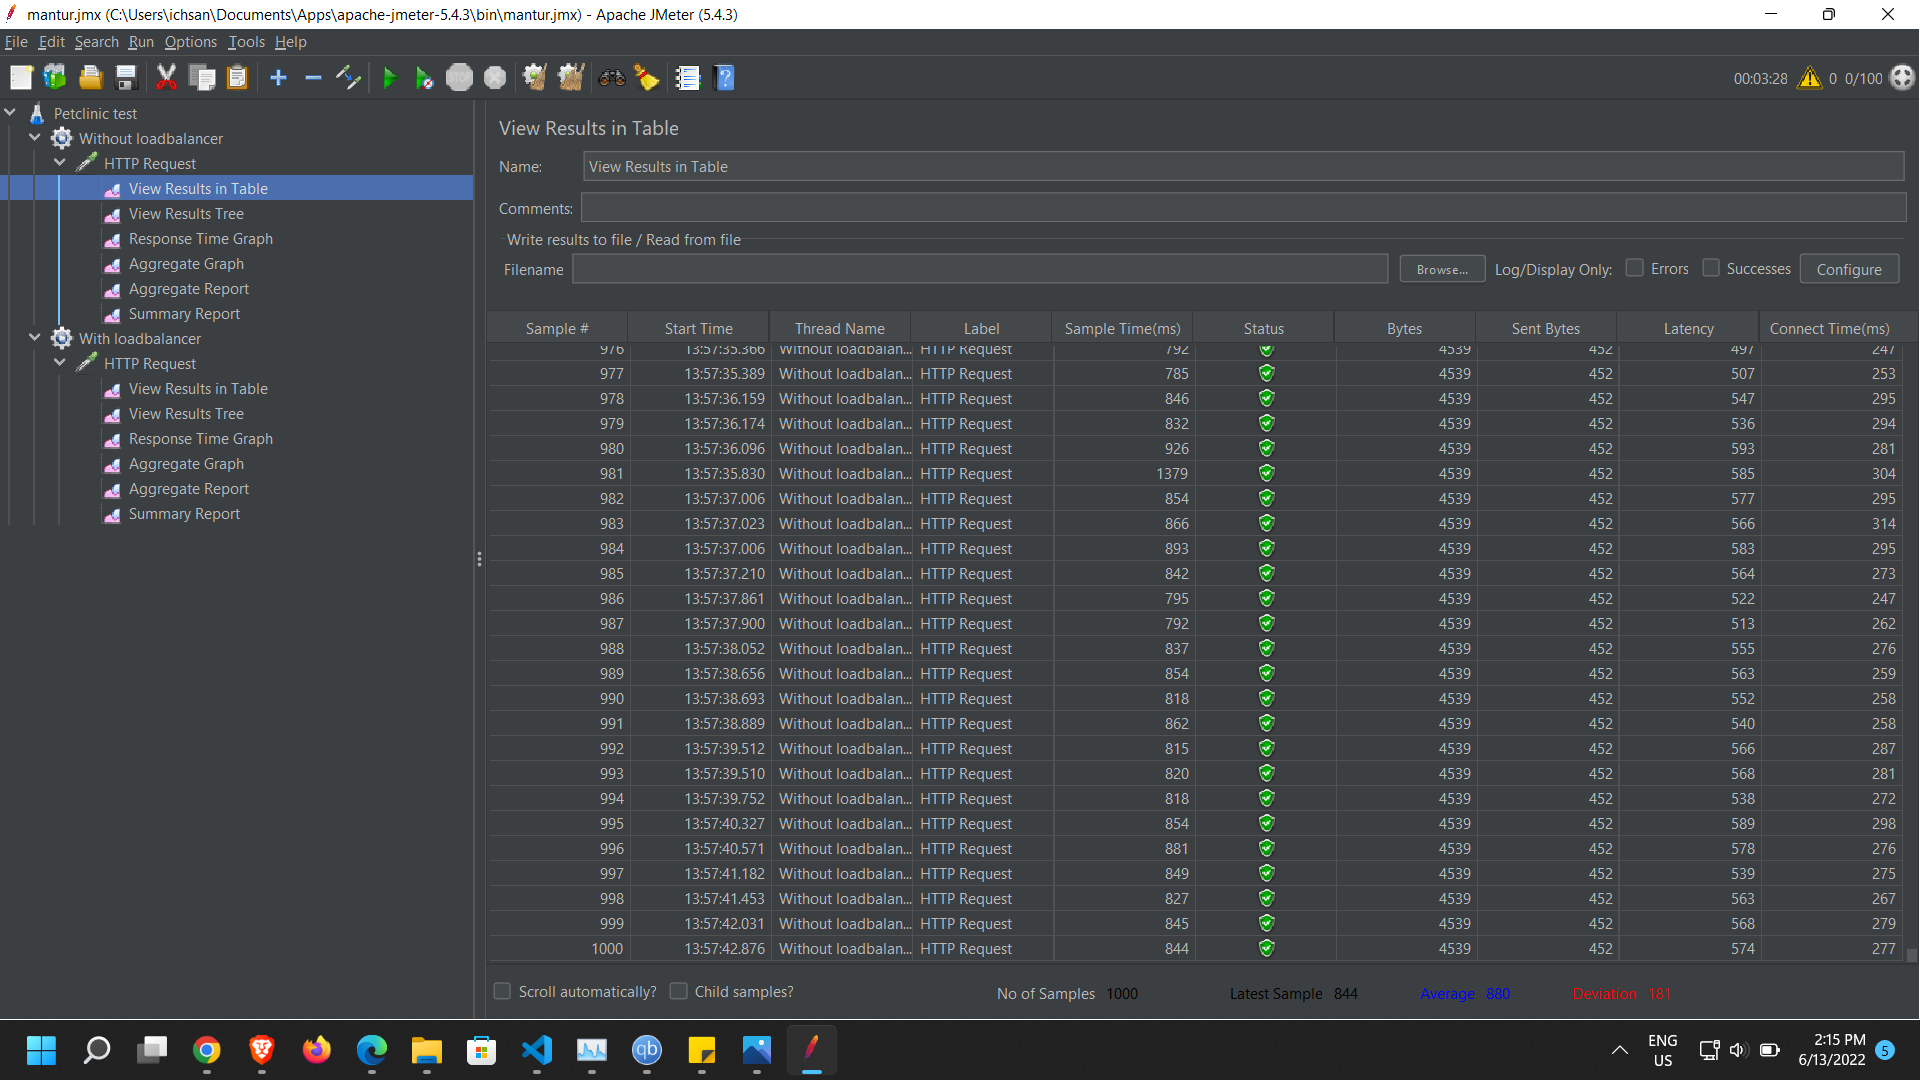 mantur.jmx (C:\Users\ichsan\Documents\Apps\apache-jmeter-5.4.3\bin\mantur.jmx) - Apache JMeter (5.4.3)
File Edit Search Run Options Tools Help
STOP
00:03:28 0 0/100
Petclinic test
Without loadbalancer
HTTP Request
View Results in Table
View Results Tree
Response Time Graph
Aggregate Graph
Aggregate Report
Summary Report
With loadbalancer
HTTP Request
View Results in Table
View Results Tree
Response Time Graph
Aggregate Graph
Aggregate Report
Summary Report
View Results in Table
Name: View Results in Table
Comments:
Write results to file / Read from file
Filename Browse... Log/Display Only: Errors Successes Configure
Sample # Start Time Thread Name Label Sample Time(ms) Status Bytes Sent Bytes Latency Connect Time(ms)
976 13:57:35.366 Without loadbalan... HTTP Request 792 4539 452 497 247
977 13:57:35.389 Without loadbalan... HTTP Request 785 4539 452 507 253
978 13:57:36.159 Without loadbalan... HTTP Request 846 4539 452 547 295
979 13:57:36.174 Without loadbalan... HTTP Request 832 4539 452 536 294
980 13:57:36.096 Without loadbalan... HTTP Request 926 4539 452 593 281
981 13:57:35.830 Without loadbalan... HTTP Request 1379 4539 452 585 304
982 13:57:37.006 Without loadbalan... HTTP Request 854 4539 452 577 295
983 13:57:37.023 Without loadbalan... HTTP Request 866 4539 452 566 314
984 13:57:37.006 Without loadbalan... HTTP Request 893 4539 452 583 295
985 13:57:37.210 Without loadbalan... HTTP Request 842 4539 452 564 273
986 13:57:37.861 Without loadbalan... HTTP Request 795 4539 452 522 247
987 13:57:37.900 Without loadbalan... HTTP Request 792 4539 452 513 262
988 13:57:38.052 Without loadbalan... HTTP Request 837 4539 452 555 276
989 13:57:38.656 Without loadbalan... HTTP Request 854 4539 452 563 259
990 13:57:38.693 Without loadbalan... HTTP Request 818 4539 452 552 258
991 13:57:38.889 Without loadbalan... HTTP Request 862 4539 452 540 258
992 13:57:39.512 Without loadbalan... HTTP Request 815 4539 452 566 287
993 13:57:39.510 Without loadbalan... HTTP Request 820 4539 452 568 281
994 13:57:39.752 Without loadbalan... HTTP Request 818 4539 452 538 272
995 13:57:40.327 Without loadbalan... HTTP Request 854 4539 452 589 298
996 13:57:40.571 Without loadbalan... HTTP Request 881 4539 452 578 276
997 13:57:41.182 Without loadbalan... HTTP Request 849 4539 452 539 275
998 13:57:41.453 Without loadbalan... HTTP Request 827 4539 452 563 267
999 13:57:42.031 Without loadbalan... HTTP Request 845 4539 452 568 279
1000 13:57:42.876 Without loadbalan... HTTP Request 844 4539 452 574 277
Scroll automatically? Child samples? No of Samples 1000 Latest Sample 844 Average 880 Deviation 181
qb
ENG
US
2:15 PM
6/13/2022
5